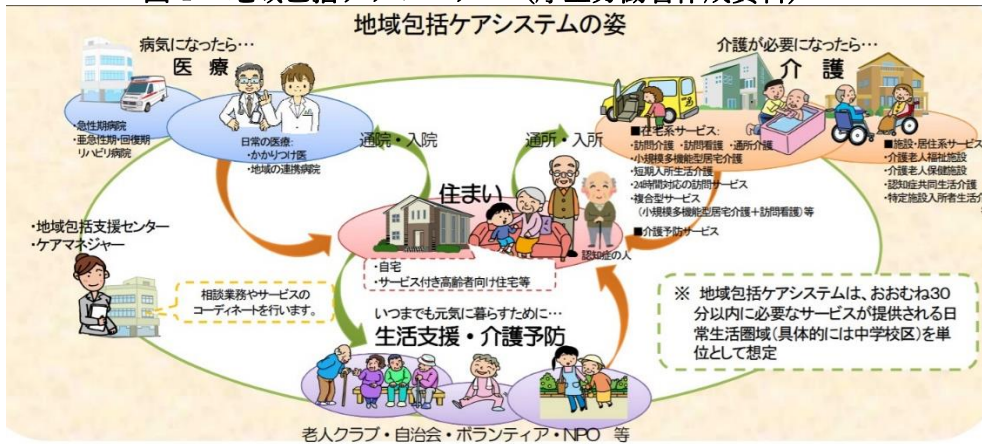 地域包括ケアシステムの姿
病気になったら…
医 療
介護が必要になったら…
介 護
・急性期病院
・亜急性期・回復期
リハビリ病院
日常の医療:
・かかりつけ医
・地域の連携病院
通院・入院
通所・入所
■在宅系サービス:
・訪問介護 ・訪問看護 ・通所介護
・小規模多機能型居宅介護
・短期入所生活介護
・24時間対応の訪問サービス
・複合型サービス
(小規模多機能型居宅介護+訪問看護)等
■介護予防サービス
■施設・居住系サービス
・介護老人福祉施設
・介護老人保健施設
・認知症共同生活介護
・特定施設入所者生活介
住まい
認知症の人
・自宅
・サービス付き高齢者向け住宅等
・地域包括支援センター
・ケアマネジャー
相談業務やサービスの
コーディネートを行います。
いつまでも元気に暮らすために…
生活支援・介護予防
老人クラブ・自治会・ボランティア・NPO 等
※ 地域包括ケアシステムは、おおむね30
分以内に必要なサービスが提供される日
常生活圏域(具体的には中学校区)を単
位として想定